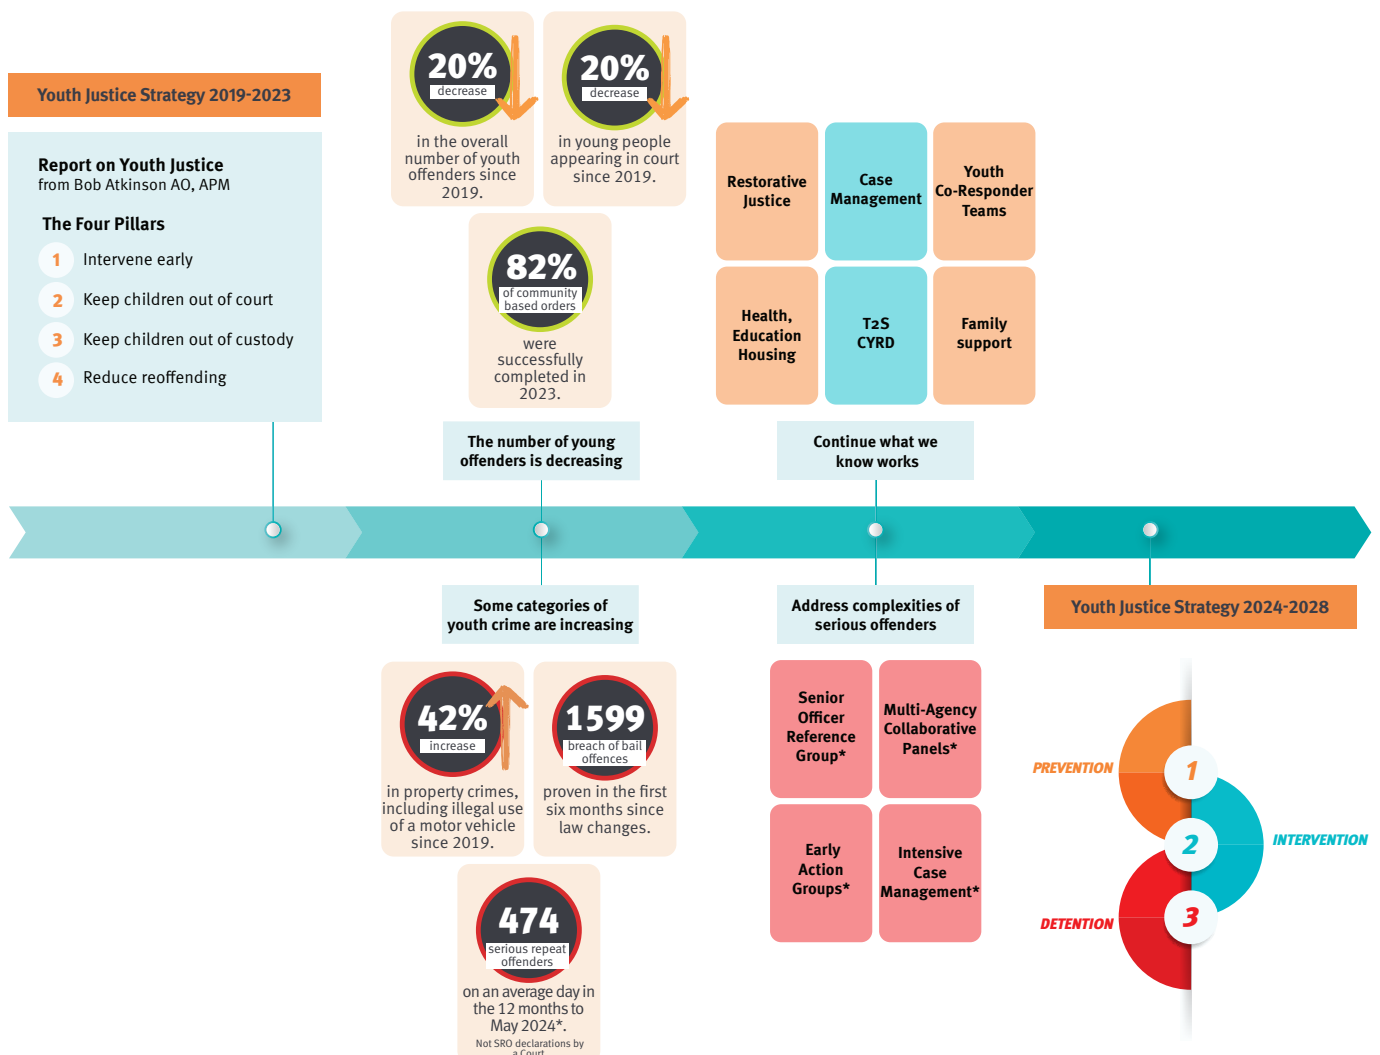 Youth Justice Strategy 2019-2023
Report on Youth Justice
from Bob Atkinson AO, APM
The Four Pillars
1 Intervene early
2 Keep children out of court
3 Keep children out of custody
4 Reduce reoffending
20%
decrease
in the overall
number of youth
offenders since
2019.
20%
decrease
in young people
appearing in court
since 2019.
82%
of community
based orders
were
successfully
completed in
2023.
The number of young
offenders is decreasing
Restorative
Justice
Case
Management
Youth
Co-Responder
Teams
Health,
Education
Housing
T2S
CYRD
Family
support
Continue what we
know works
Some categories of
youth crime are increasing
42%
increase
in property crimes,
including illegal use
of a motor vehicle
since 2019.
1599
breach of bail
offences
proven in the first
six months since
law changes.
474
serious repeat
offenders
on an average day in
the 12 months to
May 2024*.
Not SRO declarations by
a Court
Address complexities of
serious offenders
Senior
Officer
Reference
Group*
Multi-Agency
Collaborative
Panels*
Early
Action
Groups*
Intensive
Case
Management*
Youth Justice Strategy 2024-2028
PREVENTION
1
2
INTERVENTION
DETENTION
3